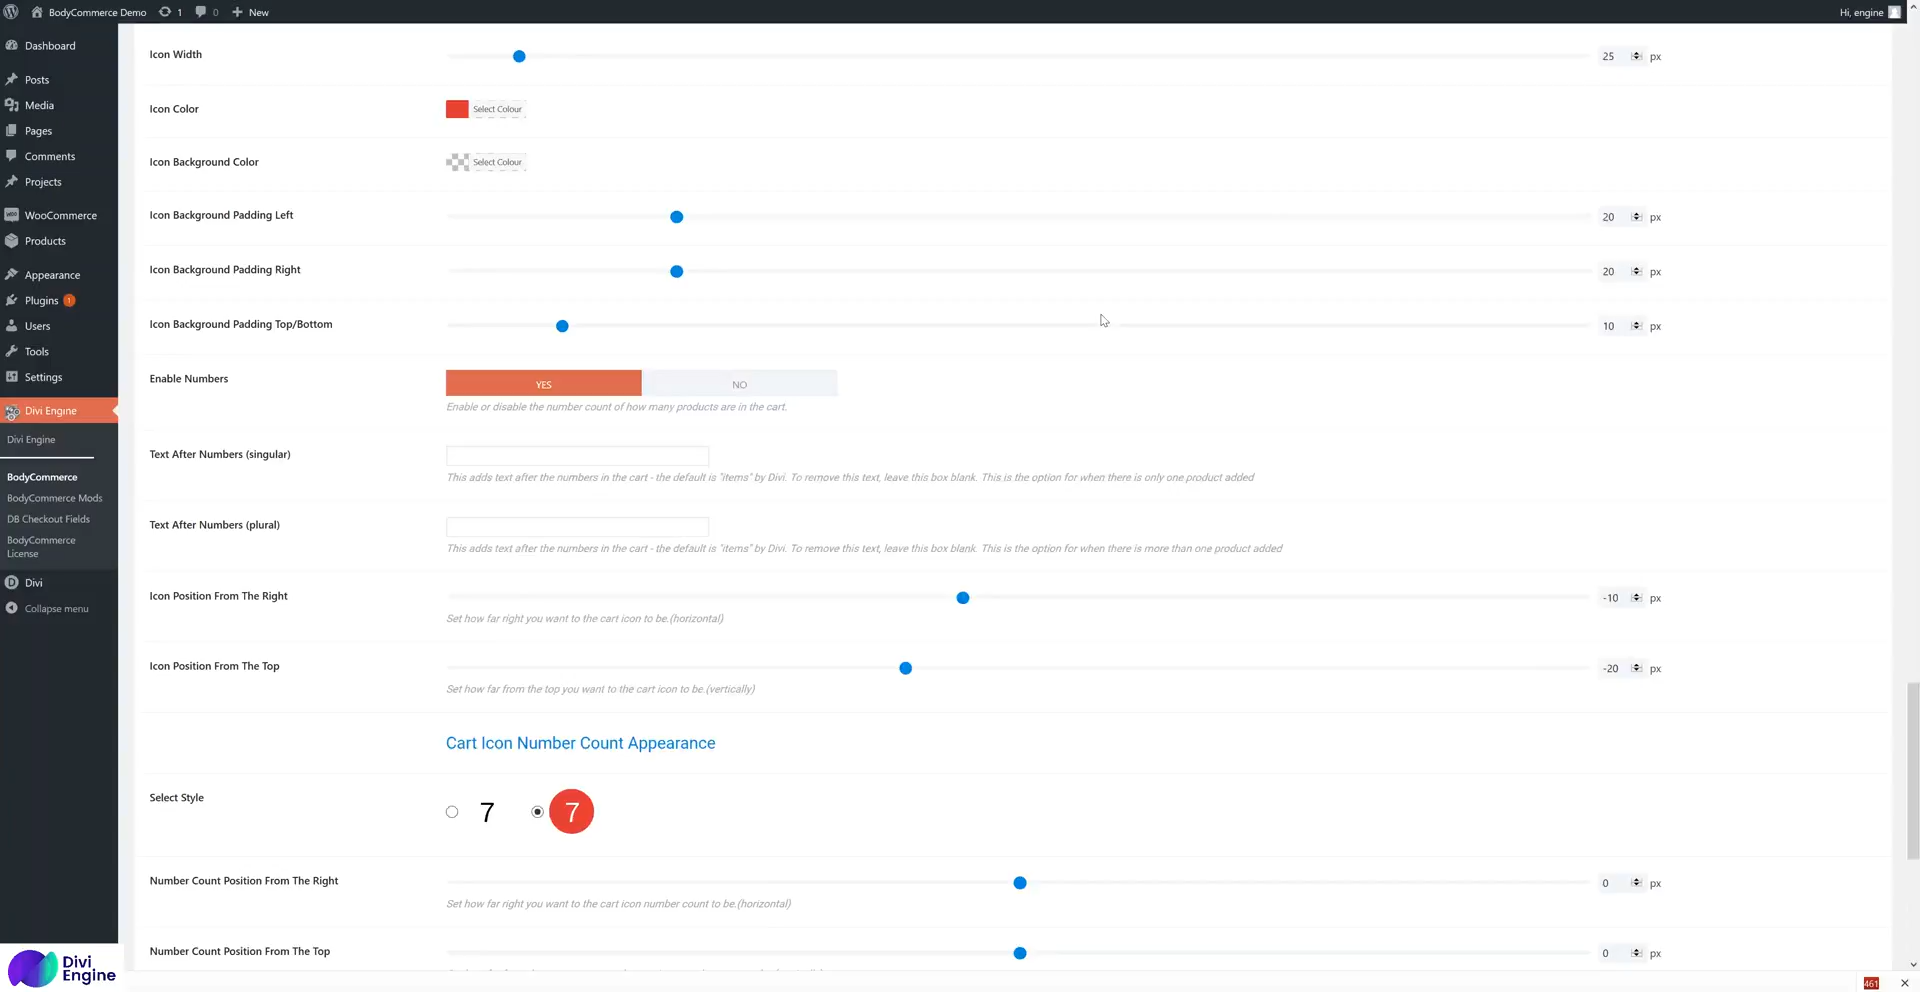 BodyCommerce Demo 1 0 New Hi, engine
Dashboard
Posts
Media
Pages
Comments
Projects
WooCommerce
Products
Appearance
Plugins 1
Users
Tools
Settings
Divi Engine
Divi Engine
BodyCommerce
BodyCommerce Mods
DB Checkout Fields
BodyCommerce
License
Divi
Collapse menu
Icon Width 25 px
Icon Color Select Colour
Icon Background Color Select Colour
Icon Background Padding Left 20 px
Icon Background Padding Right 20 px
Icon Background Padding Top/Bottom 10 px
Enable Numbers YES NO
Enable or disable the number count of how many products are in the cart.
Text After Numbers (singular)
This adds text after the numbers in the cart - the default is "items" by Divi. To remove this text, leave this box blank. This is the option for when there is only one product added
Text After Numbers (plural)
This adds text after the numbers in the cart - the default is "items" by Divi. To remove this text, leave this box blank. This is the option for when there is more than one product added
Icon Position From The Right -10 px
Set how far right you want to the cart icon to be.(horizontal)
Icon Position From The Top -20 px
Set how far from the top you want to the cart icon to be.(vertically)
Cart Icon Number Count Appearance
Select Style 7 7
Number Count Position From The Right 0 px
Set how far right you want to the cart icon number count to be.(horizontal)
Number Count Position From The Top 0 px
Divi
Engine
461